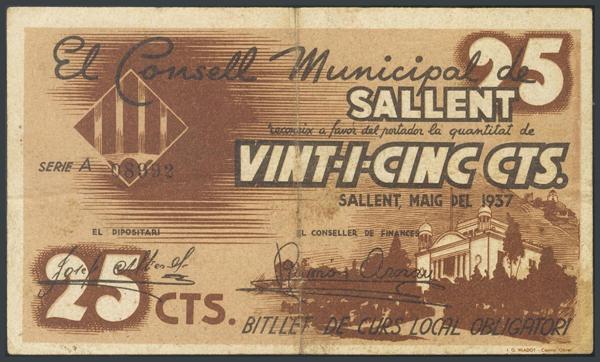 25
El Consell Municipal de
SALLENT
reconeix a favor del portador la quantitat de
VINT-I-CINC CTS.
SERIE A 08992
SALLENT, MAIG DEL 1937
EL DIPOSITARI
EL CONSELLER DE FINANCES
25 CTS.
BITLLET DE CURS LOCAL OBLIGATORI